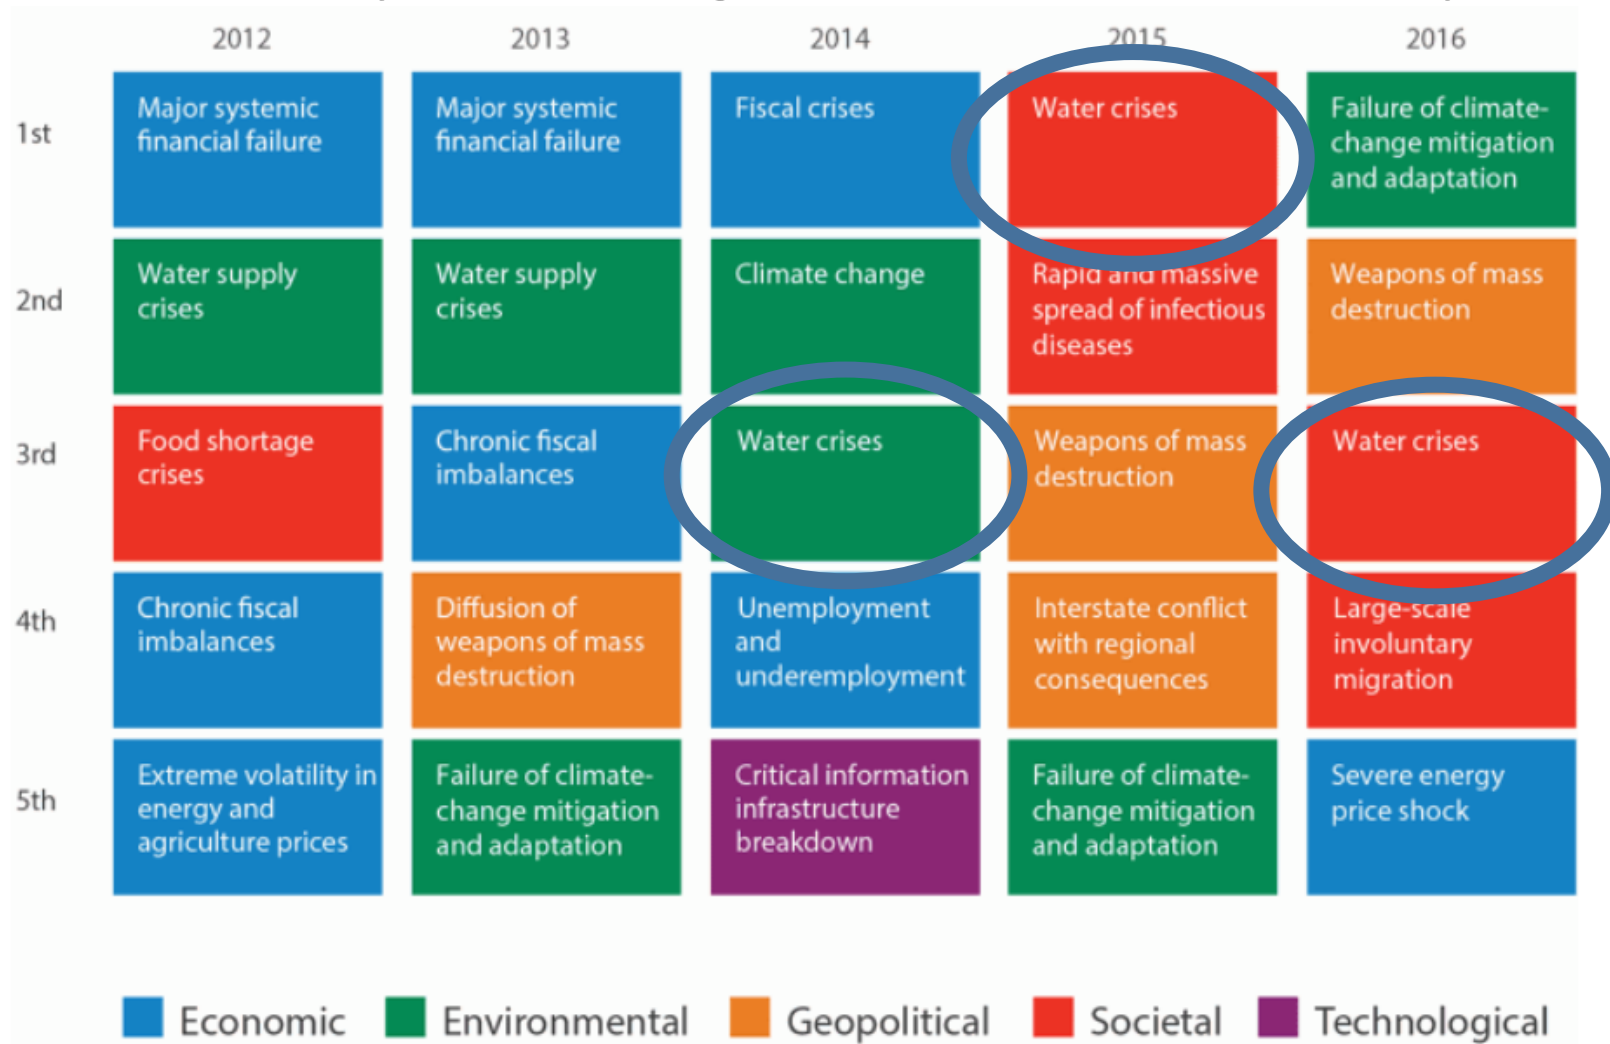 2012 2013 2014 2015 2016
1st
Major systemic
financial failure
Major systemic
financial failure
Fiscal crises
Water crises
Failure of climate-
change mitigation
and adaptation
2nd
Water supply
crises
Water supply
crises
Climate change
Rapid and massive
spread of infectious
diseases
Weapons of mass
destruction
3rd
Food shortage
crises
Chronic fiscal
imbalances
Water crises
Weapons of mass
destruction
Water crises
4th
Chronic fiscal
imbalances
Diffusion of
weapons of mass
destruction
Unemployment
and
underemployment
Interstate conflict
with regional
consequences
Large-scale
involuntary
migration
5th
Extreme volatility in
energy and
agriculture prices
Failure of climate-
change mitigation
and adaptation
Critical information
infrastructure
breakdown
Failure of climate-
change mitigation
and adaptation
Severe energy
price shock
Economic Environmental Geopolitical Societal Technological